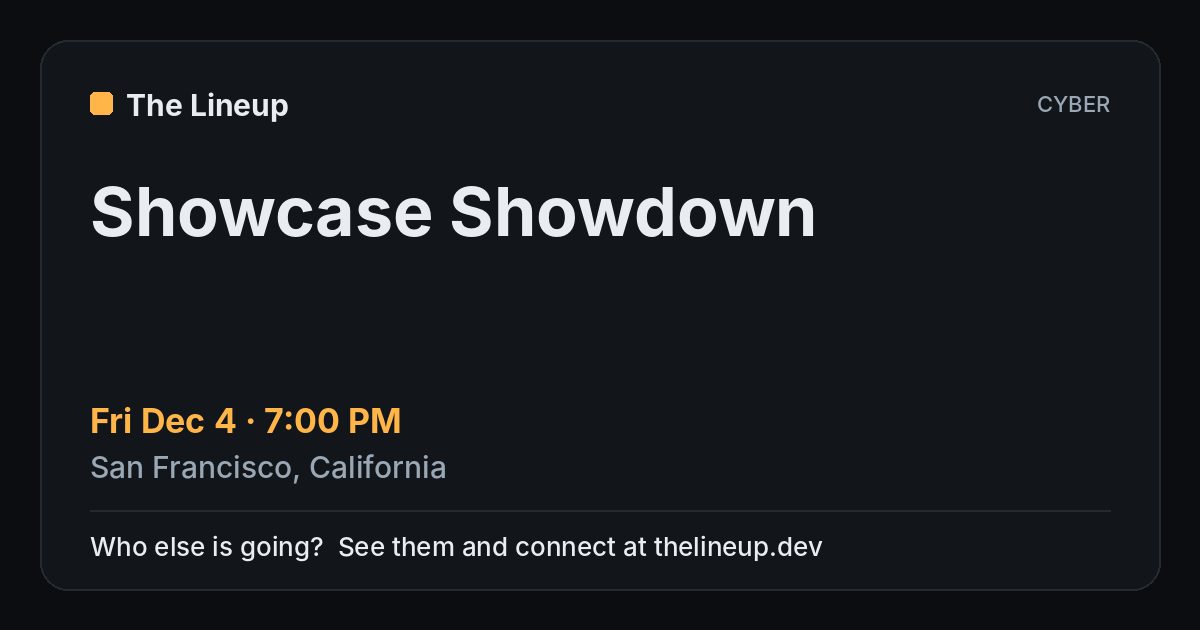 The Lineup
CYBER
Showcase Showdown
Fri Dec 4 · 7:00 PM
San Francisco, California
Who else is going? See them and connect at thelineup.dev